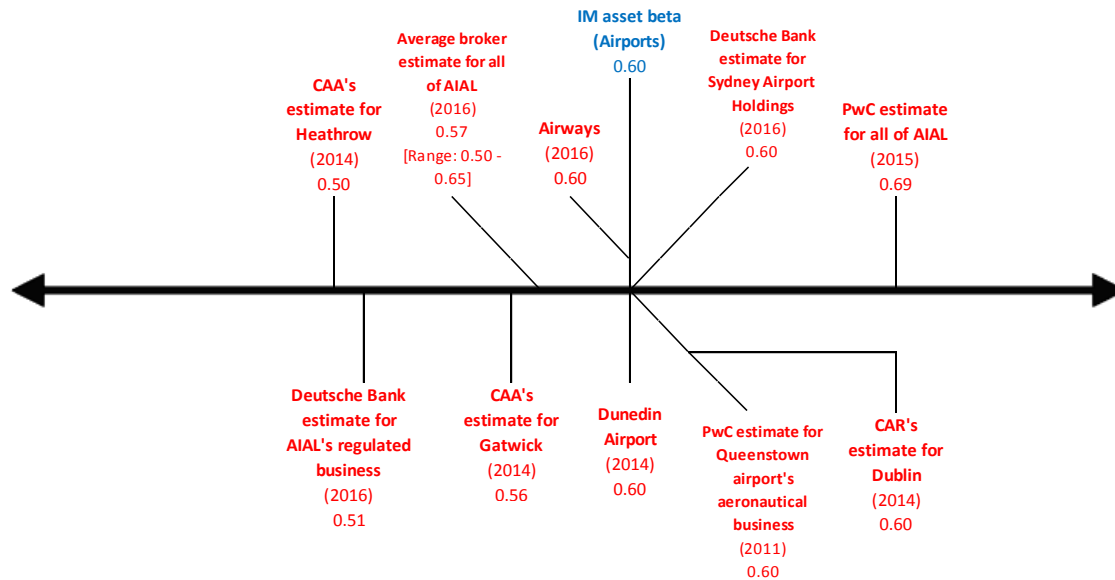 IM asset beta
(Airports)
0.60
Average broker
estimate for all
of AIAL
(2016)
0.57
[Range: 0.50 -
0.65]
Deutsche Bank
estimate for
Sydney Airport
Holdings
(2016)
0.60
CAA's
estimate for
Heathrow
(2014)
0.50
Airways
(2016)
0.60
PwC estimate
for all of AIAL
(2015)
0.69
Deutsche Bank
estimate for
AIAL's regulated
business
(2016)
0.51
CAA's
estimate for
Gatwick
(2014)
0.56
Dunedin
Airport
(2014)
0.60
PwC estimate for
Queenstown
airport's
aeronautical
business
(2011)
0.60
CAR's
estimate for
Dublin
(2014)
0.60